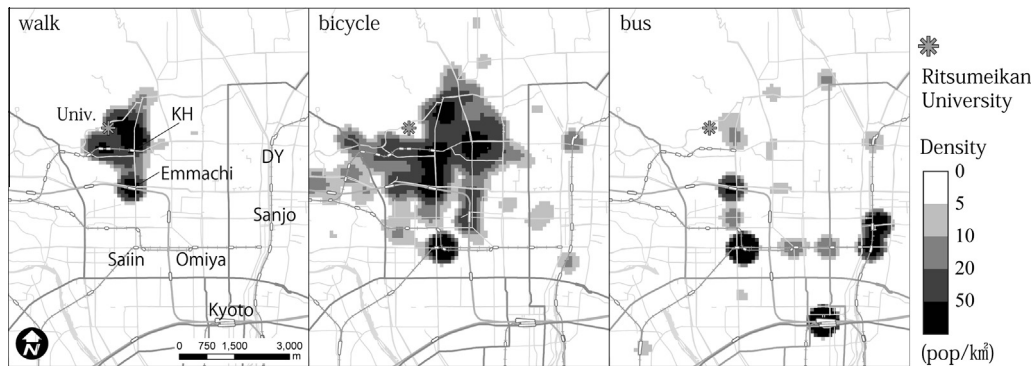 walk
bicycle
bus
Univ.
KH
DY
Emmachi
Sanjo
Saiin
Omiya
Kyoto
N
0 750 1,500 3,000
m
Ritsumeikan
University
Density
0
5
10
20
50
(pop/k㎡)